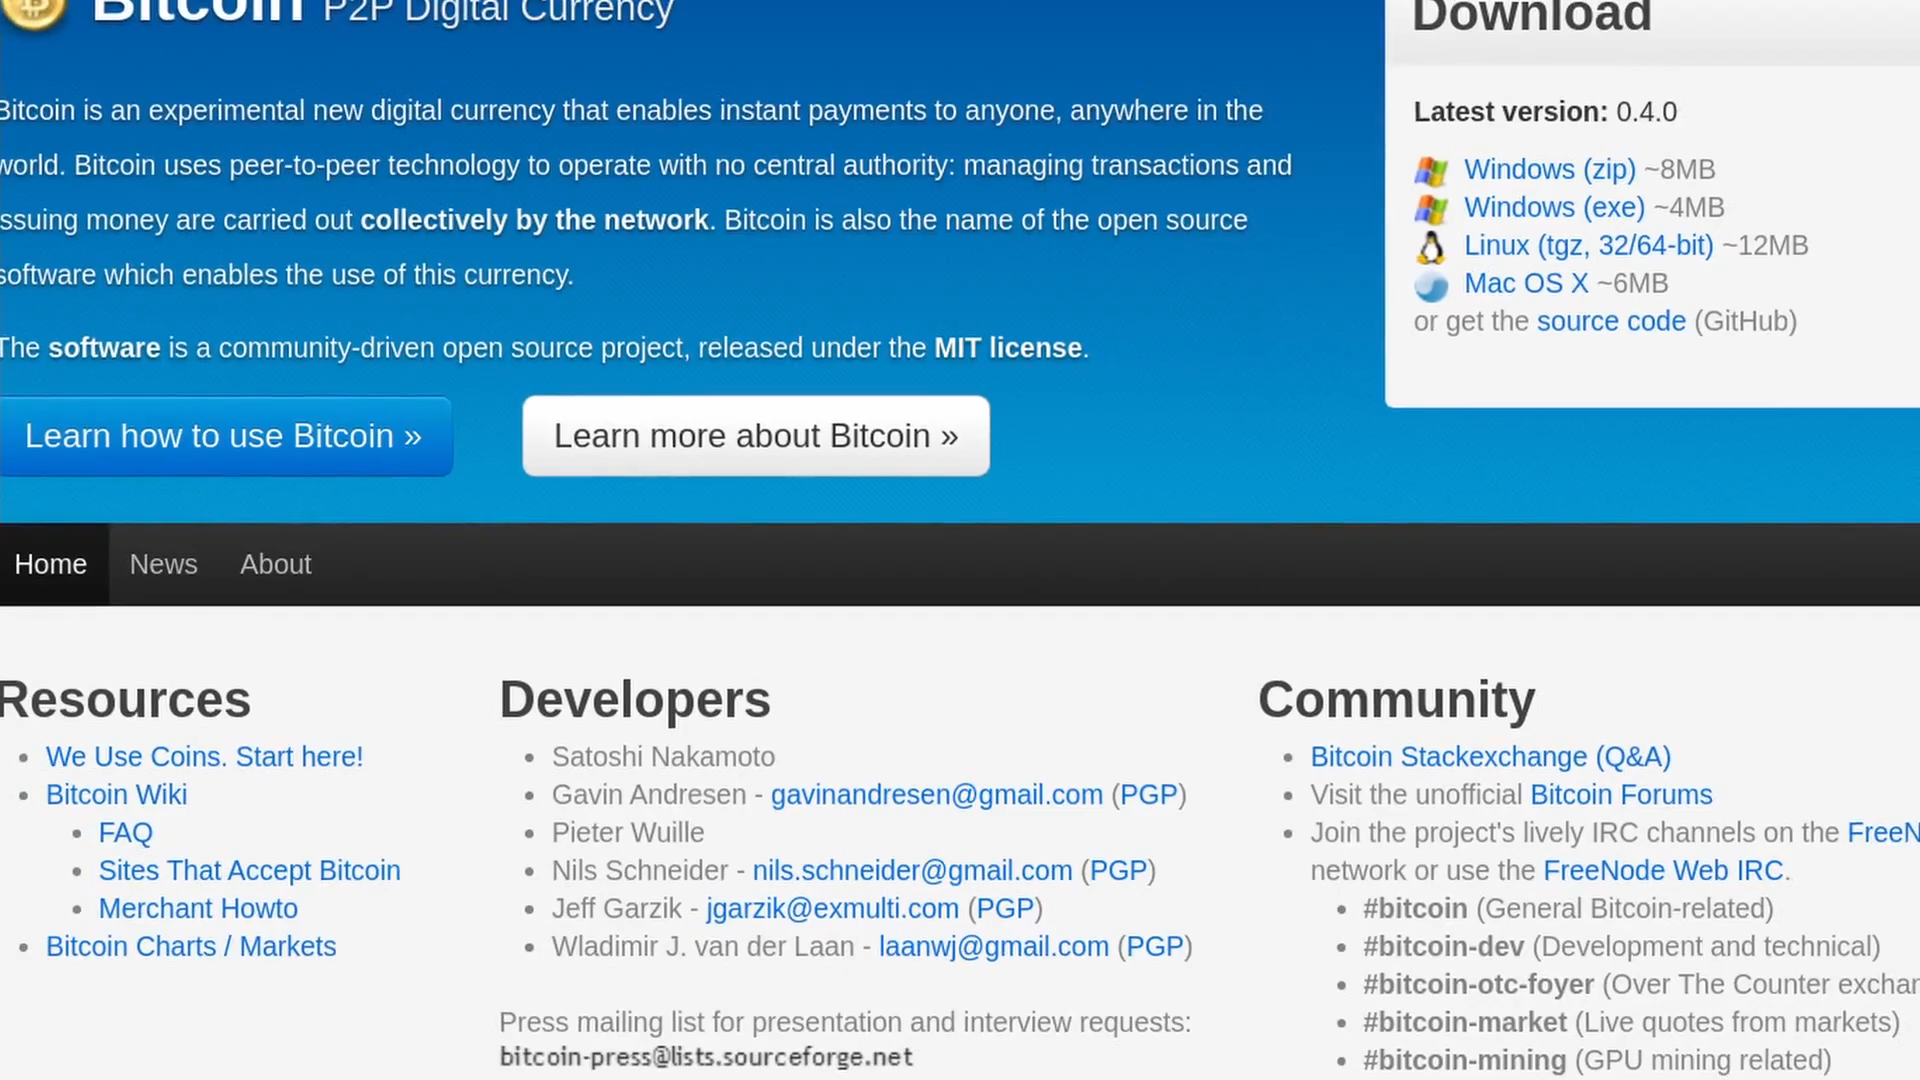 Bitcoin P2P Digital Currency
Bitcoin is an experimental new digital currency that enables instant payments to anyone, anywhere in the
world. Bitcoin uses peer-to-peer technology to operate with no central authority: managing transactions and
issuing money are carried out collectively by the network. Bitcoin is also the name of the open source
software which enables the use of this currency.
The software is a community-driven open source project, released under the MIT license.
Learn how to use Bitcoin »
Learn more about Bitcoin »
Download
Latest version: 0.4.0
Windows (zip) ~8MB
Windows (exe) ~4MB
Linux (tgz, 32/64-bit) ~12MB
Mac OS X ~6MB
or get the source code (GitHub)
Home News About
Resources
We Use Coins. Start here!
Bitcoin Wiki
FAQ
Sites That Accept Bitcoin
Merchant Howto
Bitcoin Charts / Markets
Developers
Satoshi Nakamoto
Gavin Andresen - gavinandresen@gmail.com (PGP)
Pieter Wuille
Nils Schneider - nils.schneider@gmail.com (PGP)
Jeff Garzik - jgarzik@exmulti.com (PGP)
Wladimir J. van der Laan - laanwj@gmail.com (PGP)
Press mailing list for presentation and interview requests:
bitcoin-press@lists.sourceforge.net
Community
Bitcoin Stackexchange (Q&A)
Visit the unofficial Bitcoin Forums
Join the project's lively IRC channels on the FreeN
network or use the FreeNode Web IRC.
#bitcoin (General Bitcoin-related)
#bitcoin-dev (Development and technical)
#bitcoin-otc-foyer (Over The Counter exchan
#bitcoin-market (Live quotes from markets)
#bitcoin-mining (GPU mining related)